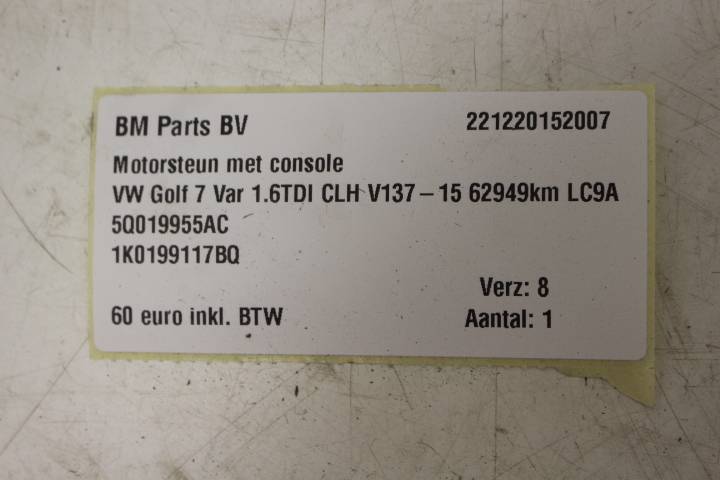 BM Parts BV 221220152007
Motorsteun met console
VW Golf 7 Var 1.6TDI CLH V137 – 15 62949km LC9A
5Q019955AC
1K0199117BQ
Verz: 8
60 euro inkl. BTW Aantal: 1